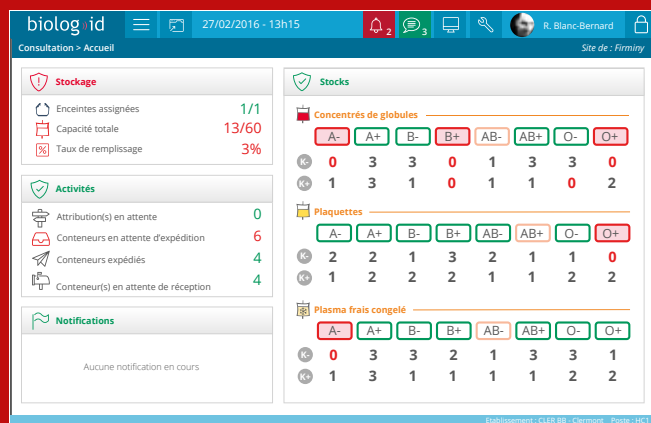 biolog-id 27/02/2016 - 13h15 2 3 R. Blanc-Bernard
Consultation > Accueil Site de : Firminy
Stockage
Enceintes assignées 1/1
Capacité totale 13/60
Taux de remplissage 3%
Activités
Attribution(s) en attente 0
Conteneurs en attente d'expédition 6
Conteneurs expédiés 4
Conteneur(s) en attente de réception 4
Notifications
Aucune notification en cours
Stocks
Concentrés de globules
A- A+ B- B+ AB- AB+ O- O+
K- 0 3 3 0 1 3 3 0
K+ 1 3 1 0 1 1 0 2
Plaquettes
A- A+ B- B+ AB- AB+ O- O+
K- 2 2 1 3 2 1 1 0
K+ 1 2 2 2 1 1 2 2
Plasma frais congelé
A- A+ B- B+ AB- AB+ O- O+
K- 0 3 3 2 1 3 3 1
K+ 1 3 1 1 1 1 2 2
Etablissement : CLER BB - Clermont Poste : HC1